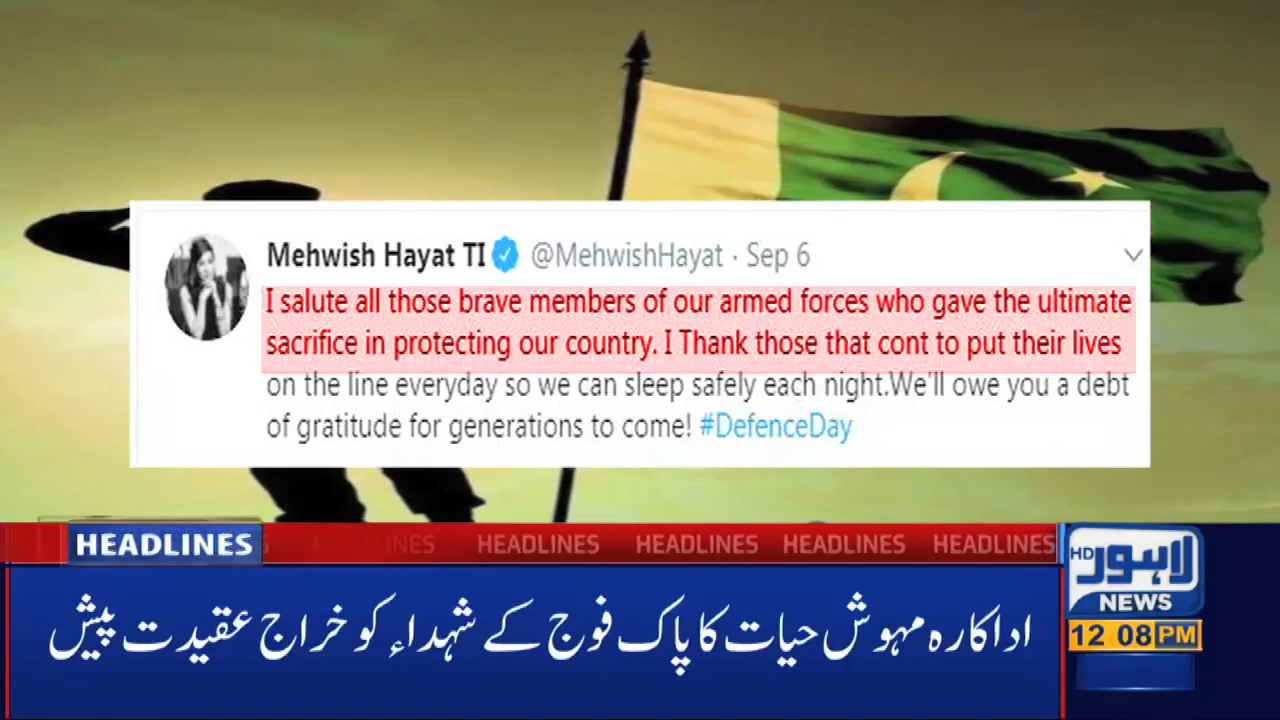 Mehwish Hayat TI @MehwishHayat · Sep 6
I salute all those brave members of our armed forces who gave the ultimate
sacrifice in protecting our country. I Thank those that cont to put their lives
on the line everyday so we can sleep safely each night.We'll owe you a debt
of gratitude for generations to come! #DefenceDay
HEADLINES
HEADLINES HEADLINES HEADLINES HEADLINES
اداکارہ مہوش حیات کا پاک فوج کے شہداء کو خراج عقیدت پیش
HD لاہور
NEWS
12 08 PM